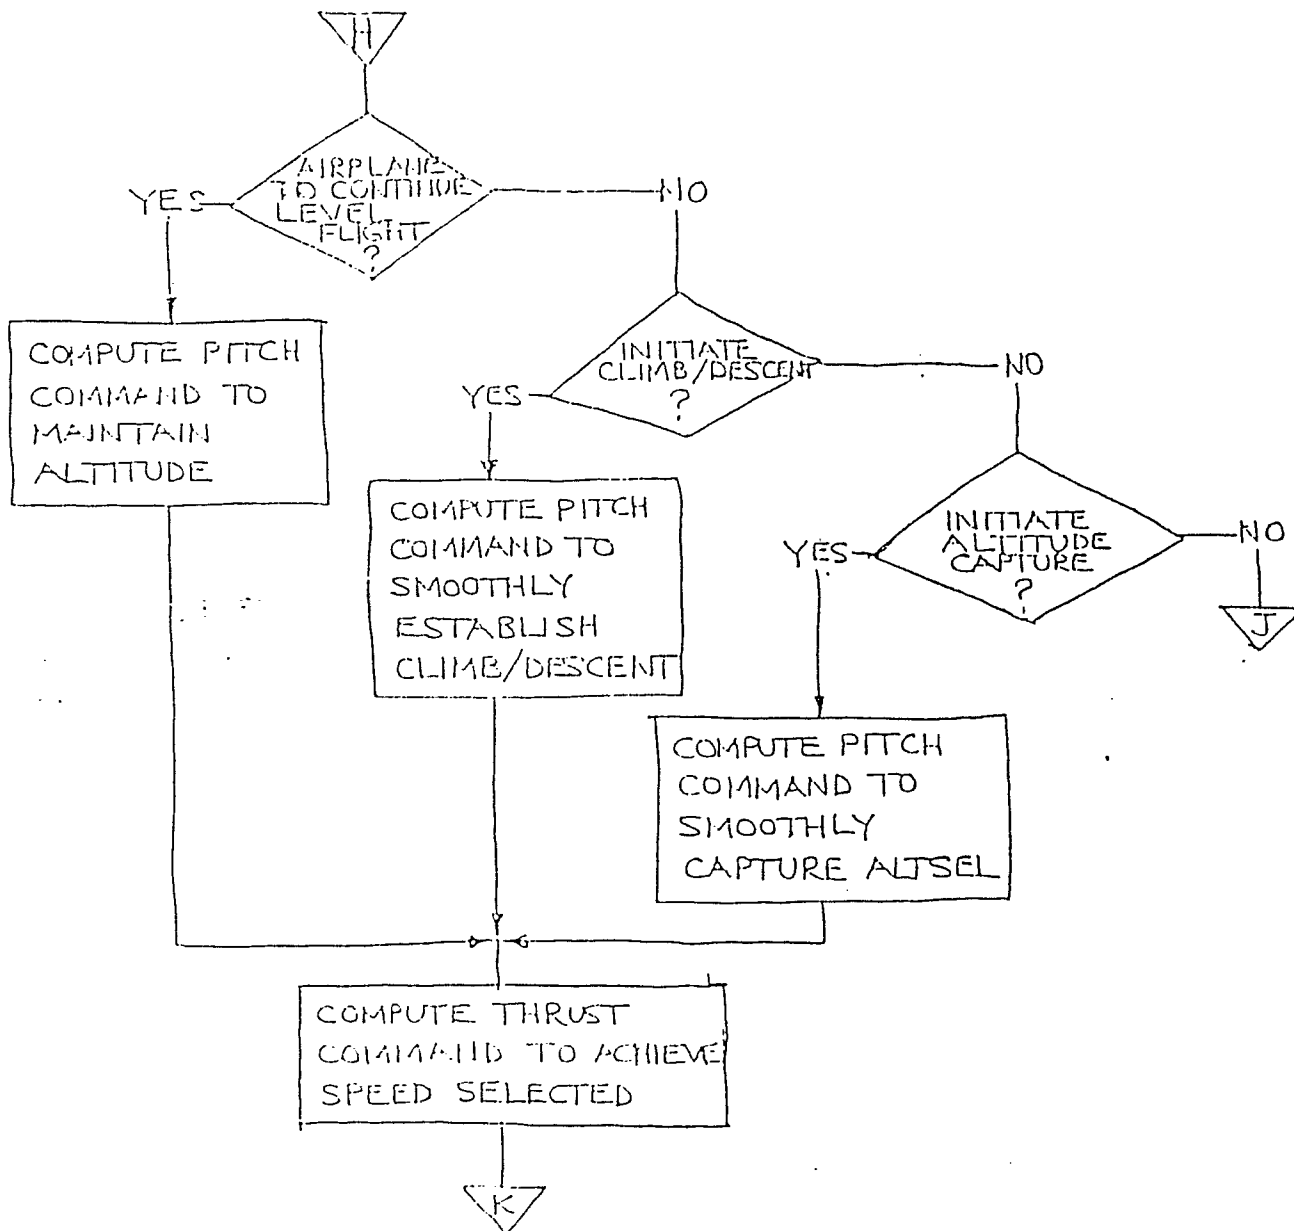 H
AIRPLANE
TO CONTINUE
LEVEL
FLIGHT
?
YES
NO
COMPUTE PITCH
COMMAND TO
MAINTAIN
ALTITUDE
INITIATE
CLIMB/DESCENT
?
YES
NO
COMPUTE PITCH
COMMAND TO
SMOOTHLY
ESTABLISH
CLIMB/DESCENT
INITIATE
ALTITUDE
CAPTURE
?
YES
NO
J
COMPUTE PITCH
COMMAND TO
SMOOTHLY
CAPTURE ALTSEL
COMPUTE THRUST
COMMAND TO ACHIEVE
SPEED SELECTED
K